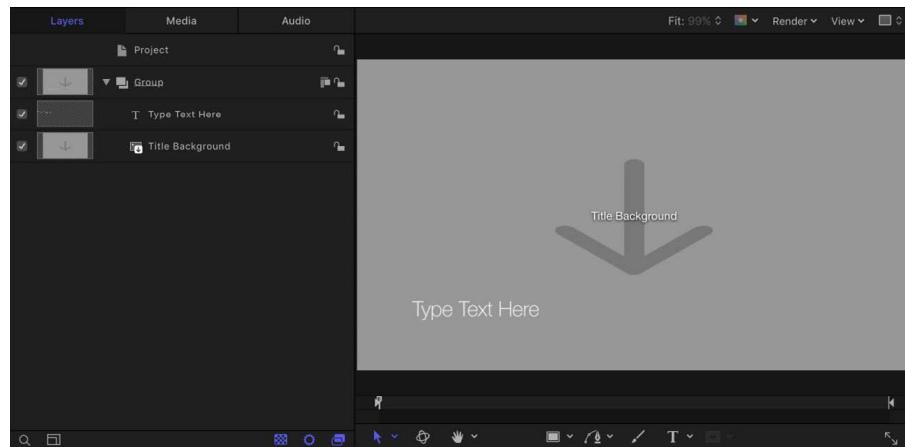 Layers Media Audio
Fit: 99% Render View
Project
Group
Type Text Here
Title Background
Title Background
Type Text Here
T